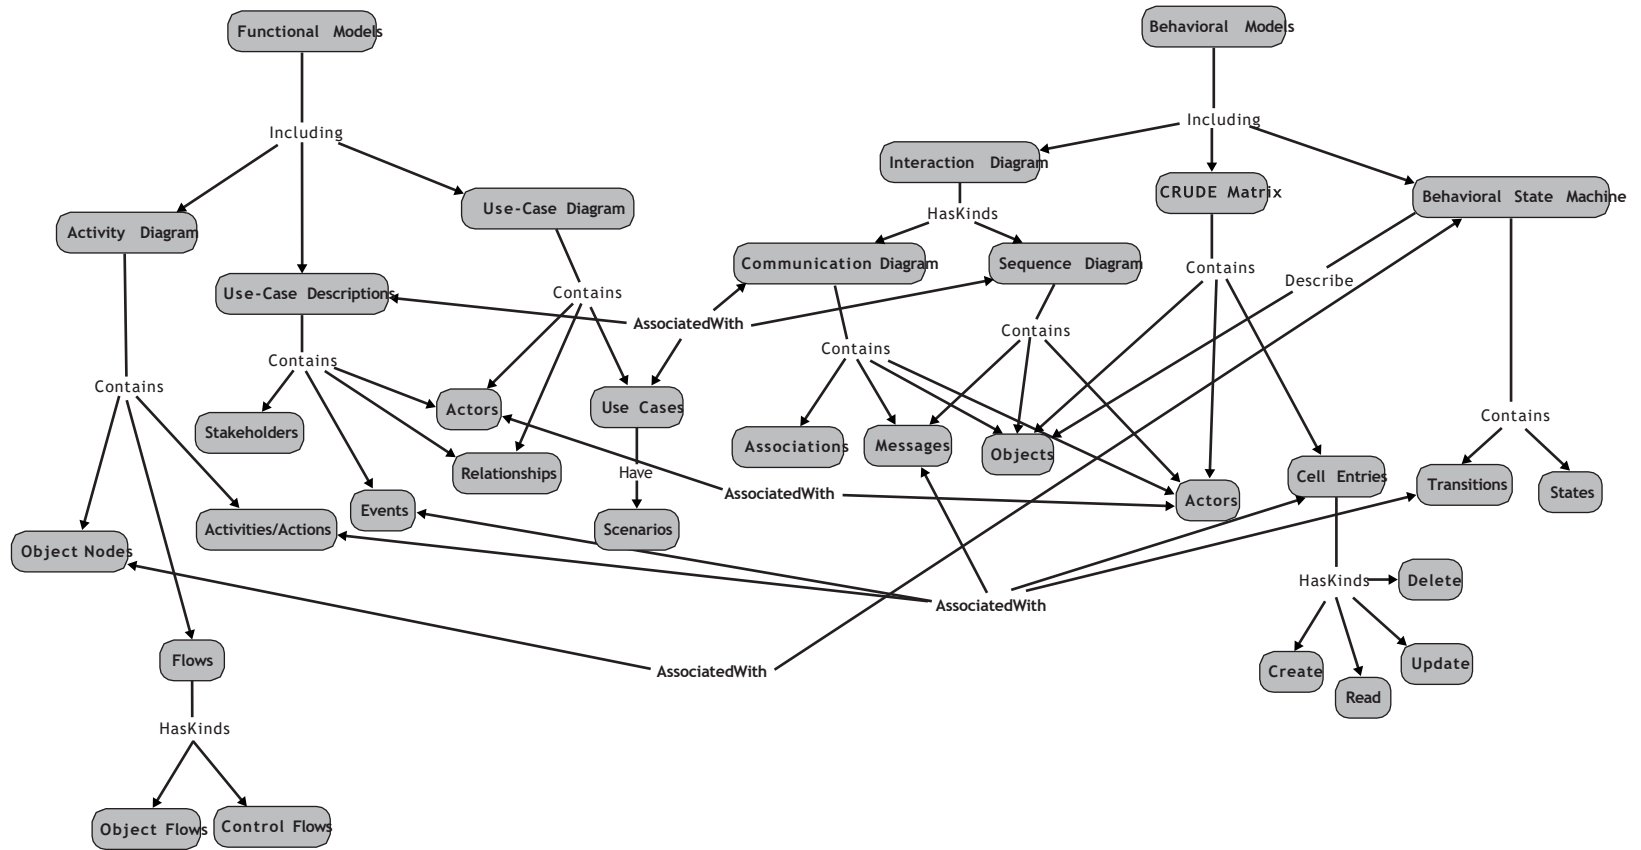 Functional Models
Behavioral Models
Including
Including
Interaction Diagram
CRUDE Matrix
Behavioral State Machine
Use-Case Diagram
HasKinds
Activity Diagram
Communication Diagram
Sequence Diagram
Contains
Describe
Use-Case Descriptions
Contains
AssociatedWith
Contains
Contains
Contains
Contains
Actors
Use Cases
Contains
Stakeholders
Associations
Messages
Objects
Relationships
Have
Cell Entries
Transitions
States
AssociatedWith
Actors
Events
Activities/Actions
Scenarios
Object Nodes
HasKinds
Delete
AssociatedWith
Flows
AssociatedWith
Create
Update
Read
HasKinds
Object Flows
Control Flows